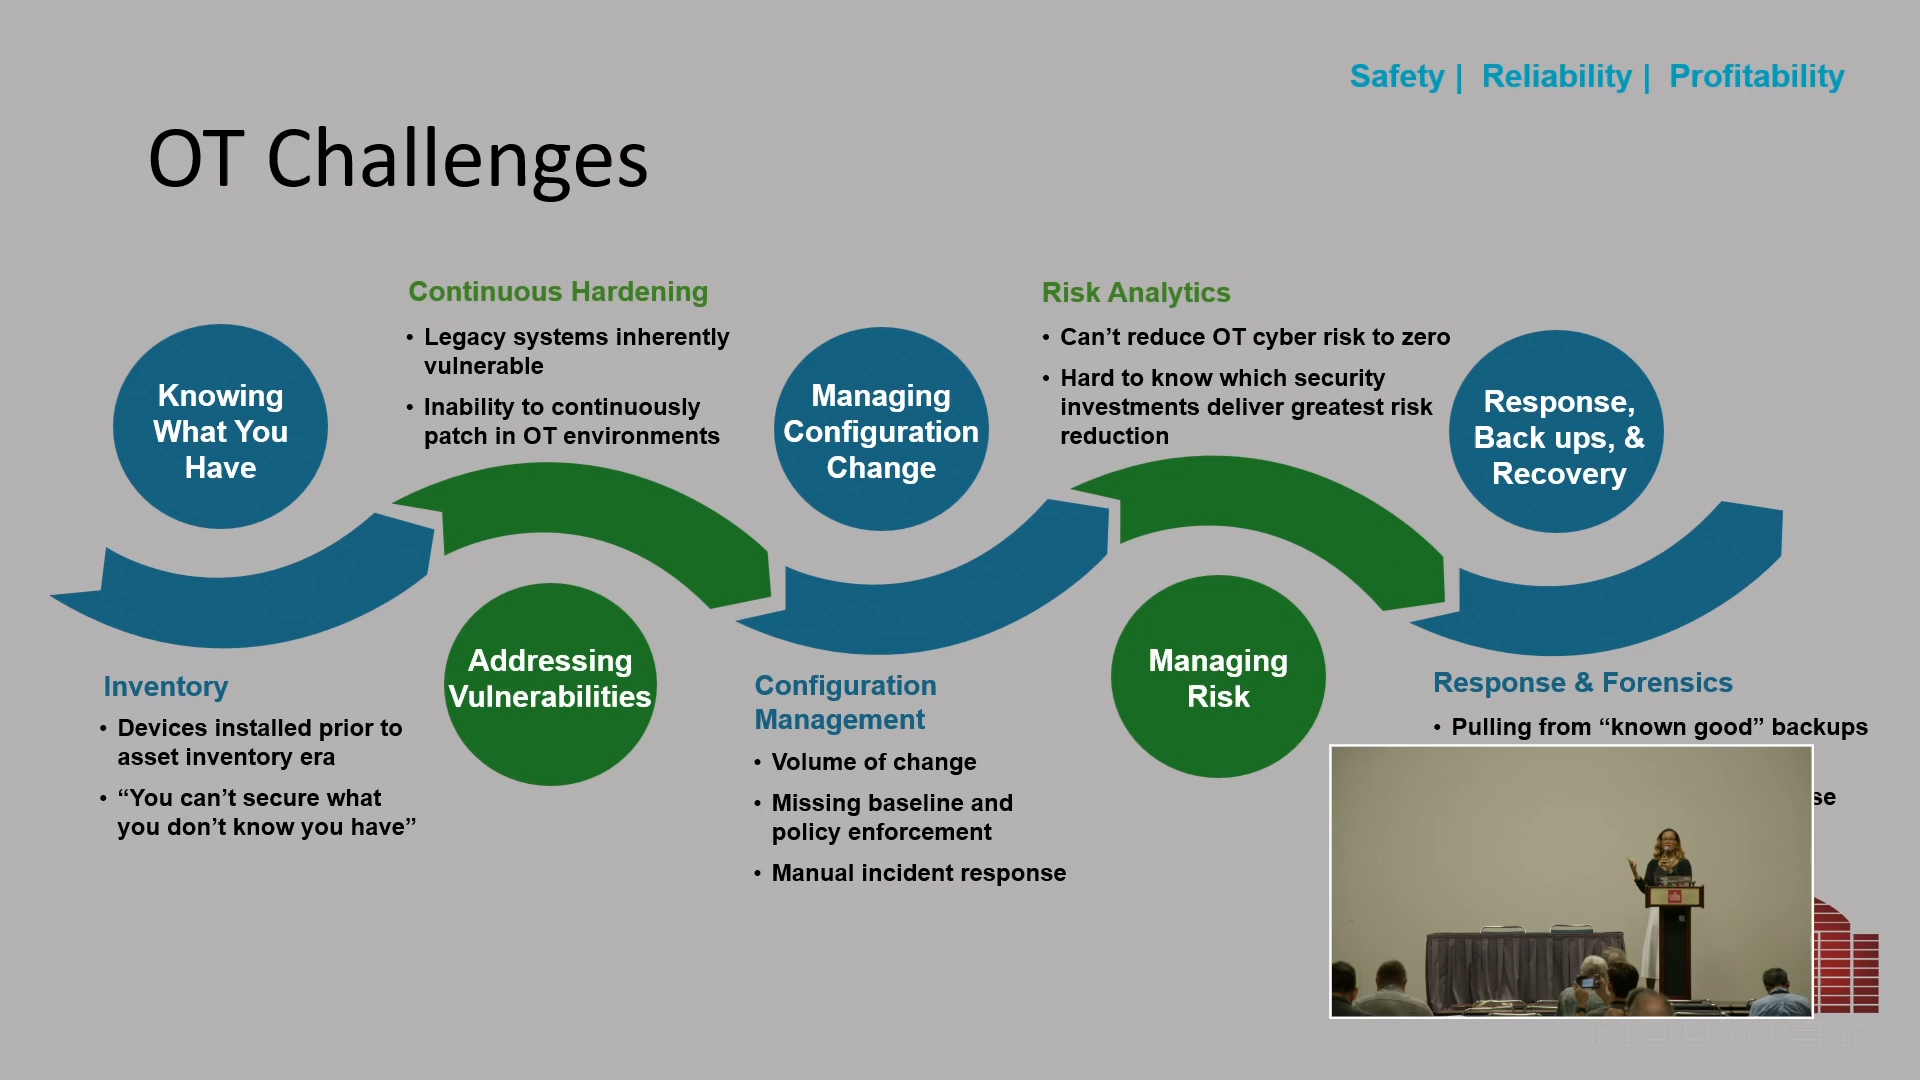 Safety | Reliability | Profitability
OT Challenges
Knowing
What You
Have
Inventory
• Devices installed prior to
asset inventory era
• “You can’t secure what
you don’t know you have”
Continuous Hardening
• Legacy systems inherently
vulnerable
• Inability to continuously
patch in OT environments
Addressing
Vulnerabilities
Managing
Configuration
Change
Configuration
Management
• Volume of change
• Missing baseline and
policy enforcement
• Manual incident response
Risk Analytics
• Can’t reduce OT cyber risk to zero
• Hard to know which security
investments deliver greatest risk
reduction
Managing
Risk
Response,
Back ups, &
Recovery
Response & Forensics
• Pulling from “known good” backups